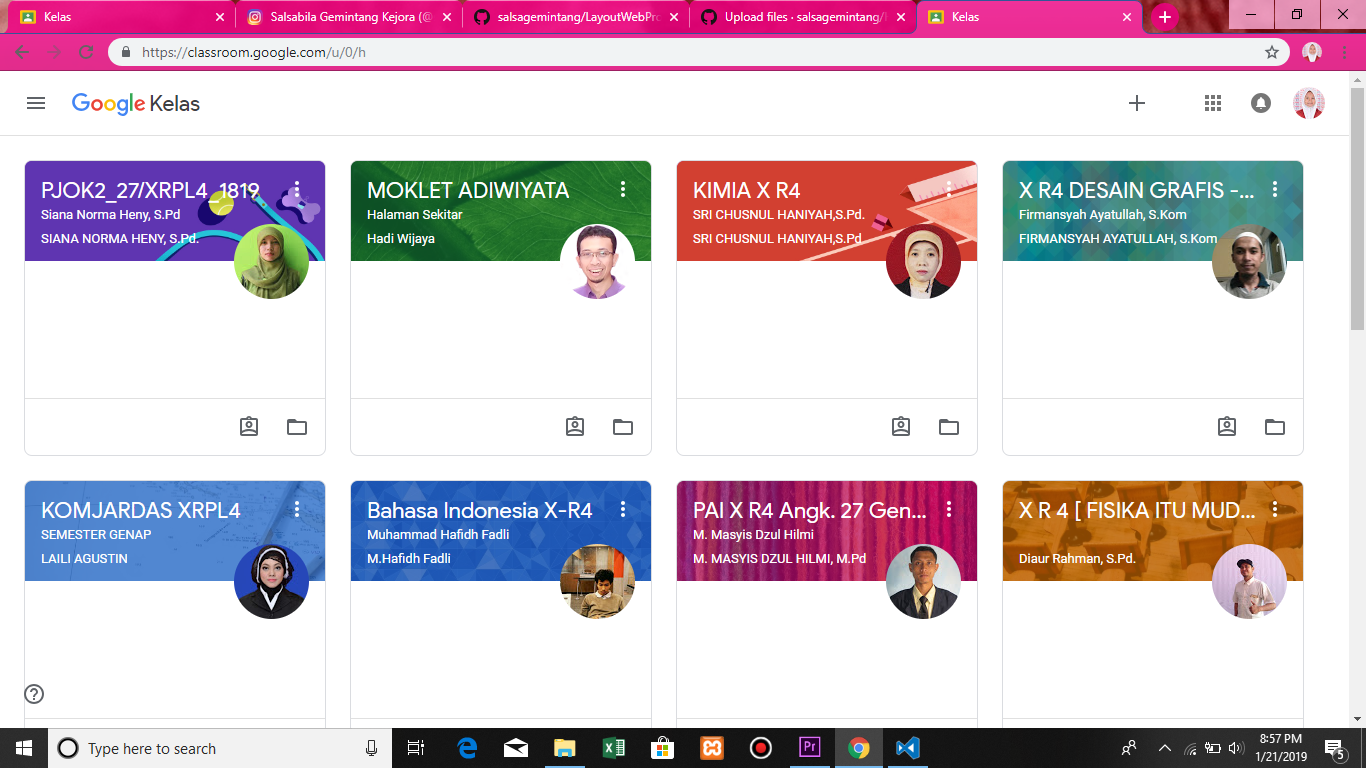 Kelas
Salsabila Gemintang Kejora (@
salsagemintang/LayoutWebPro
Upload files · salsagemintang/
Kelas
https://classroom.google.com/u/0/h
Google Kelas
PJOK2_27/XRPL4_1819
Siana Norma Heny, S.Pd
SIANA NORMA HENY, S.Pd.
MOKLET ADIWIYATA
Halaman Sekitar
Hadi Wijaya
KIMIA X R4
SRI CHUSNUL HANIYAH,S.Pd.
SRI CHUSNUL HANIYAH,S.Pd
X R4 DESAIN GRAFIS -...
Firmansyah Ayatullah, S.Kom
FIRMANSYAH AYATULLAH, S.Kom
KOMJARDAS XRPL4
SEMESTER GENAP
LAILI AGUSTIN
Bahasa Indonesia X-R4
Muhammad Hafidh Fadli
M.Hafidh Fadli
PAI X R4 Angk. 27 Gen...
M. Masyis Dzul Hilmi
M. MASYIS DZUL HILMI, M.Pd
X R 4 [ FISIKA ITU MUD...
Diaur Rahman, S.Pd.
Type here to search
Pr
8:57 PM
1/21/2019
5